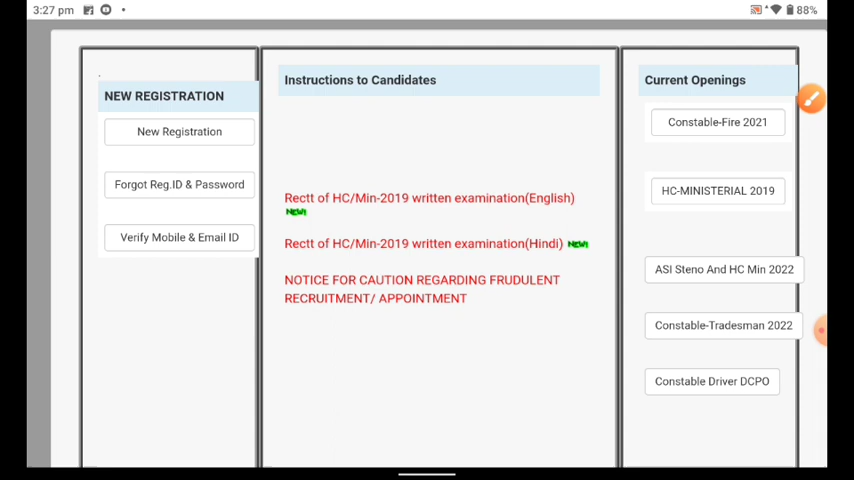 3:27 pm
88%
.
NEW REGISTRATION
New Registration
Forgot Reg.ID & Password
Verify Mobile & Email ID
Instructions to Candidates
Rectt of HC/Min-2019 written examination(English)
NEW!
Rectt of HC/Min-2019 written examination(Hindi) NEW!
NOTICE FOR CAUTION REGARDING FRUDULENT
RECRUITMENT/ APPOINTMENT
Current Openings
Constable-Fire 2021
HC-MINISTERIAL 2019
ASI Steno And HC Min 2022
Constable-Tradesman 2022
Constable Driver DCPO